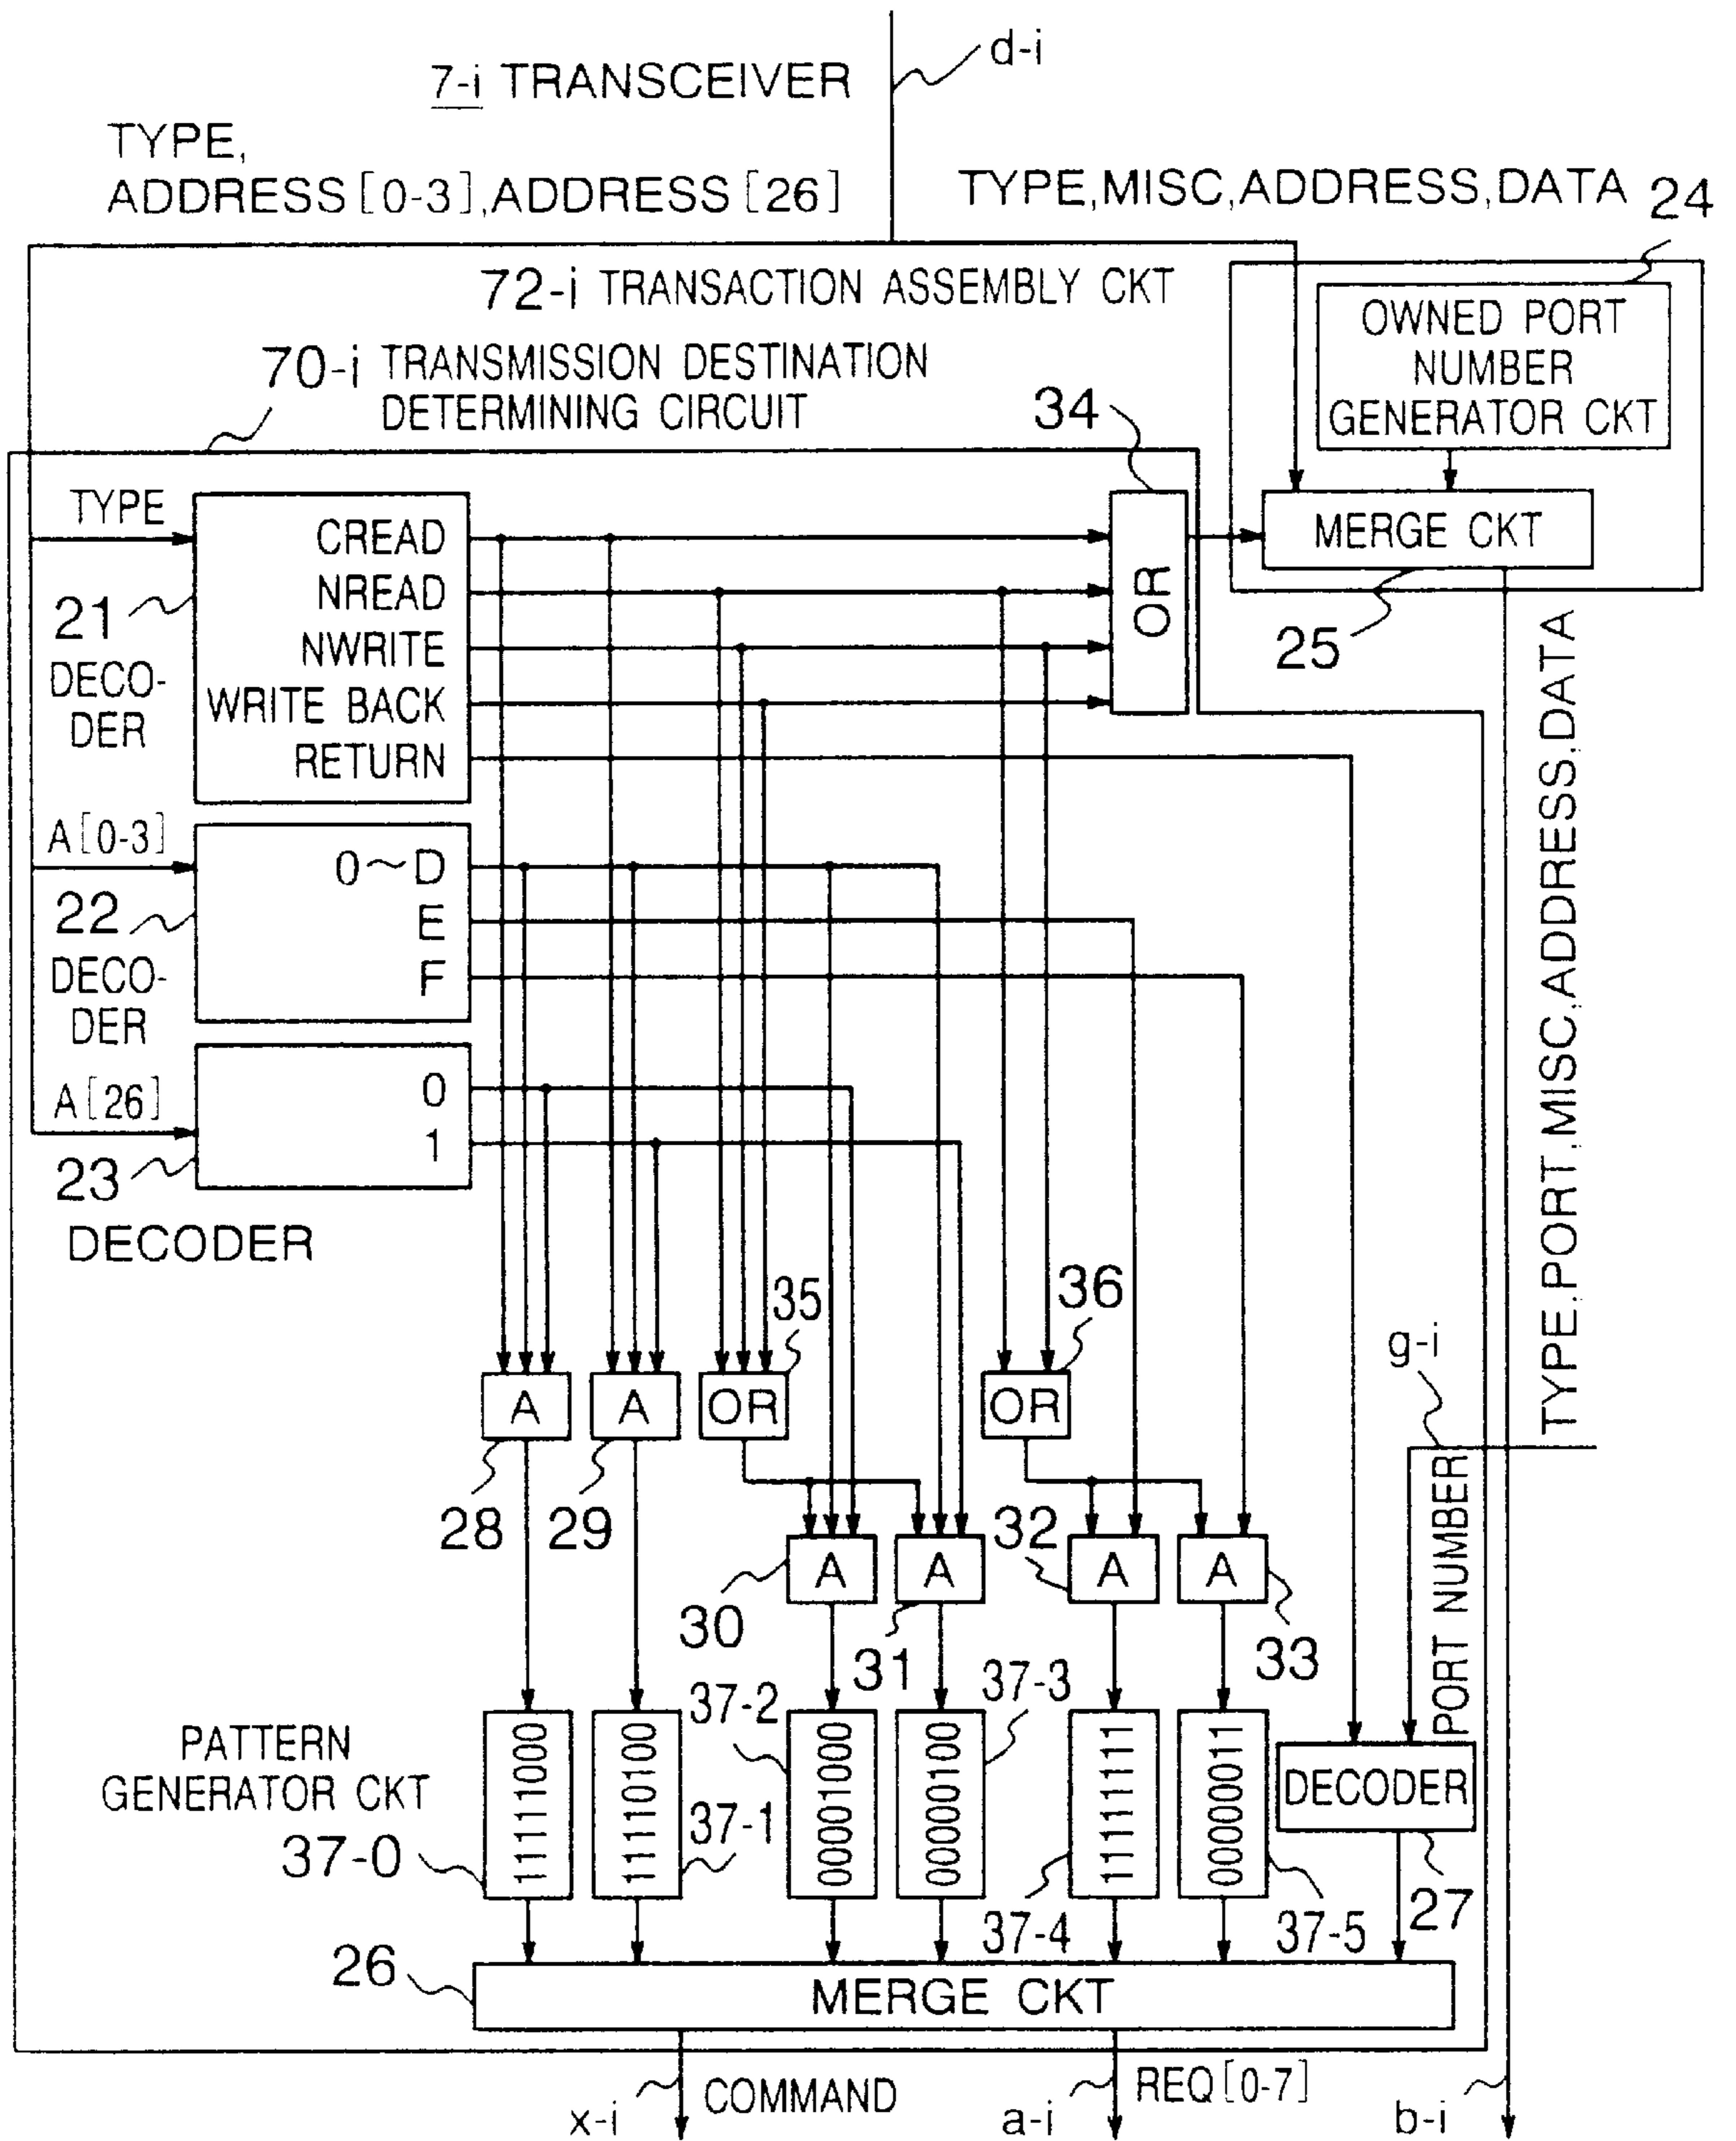 d-i
7-i TRANSCEIVER
TYPE,
ADDRESS[0-3],ADDRESS[26]
TYPE,MISC,ADDRESS,DATA
24
72-i TRANSACTION ASSEMBLY CKT
OWNED PORT
NUMBER
GENERATOR CKT
70-i TRANSMISSION DESTINATION
DETERMINING CIRCUIT
34
TYPE
CREAD
NREAD
NWRITE
WRITE BACK
RETURN
OR
MERGE CKT
25
21
DECO-
DER
A[0-3]
0~D
E
F
22
DECO-
DER
A[26]
0
1
23
DECODER
TYPE,PORT,MISC,ADDRESS,DATA
35
36
g-i
A
A
OR
OR
28
29
PORT NUMBER
32
A
A
A
A
30
31
33
37-2
37-3
PATTERN
GENERATOR CKT
37-0
11111000
11110100
37-1
00001000
00000100
11111111
00000011
DECODER
37-4
37-5
27
26
MERGE CKT
x-i
COMMAND
a-i
REQ[0-7]
b-i